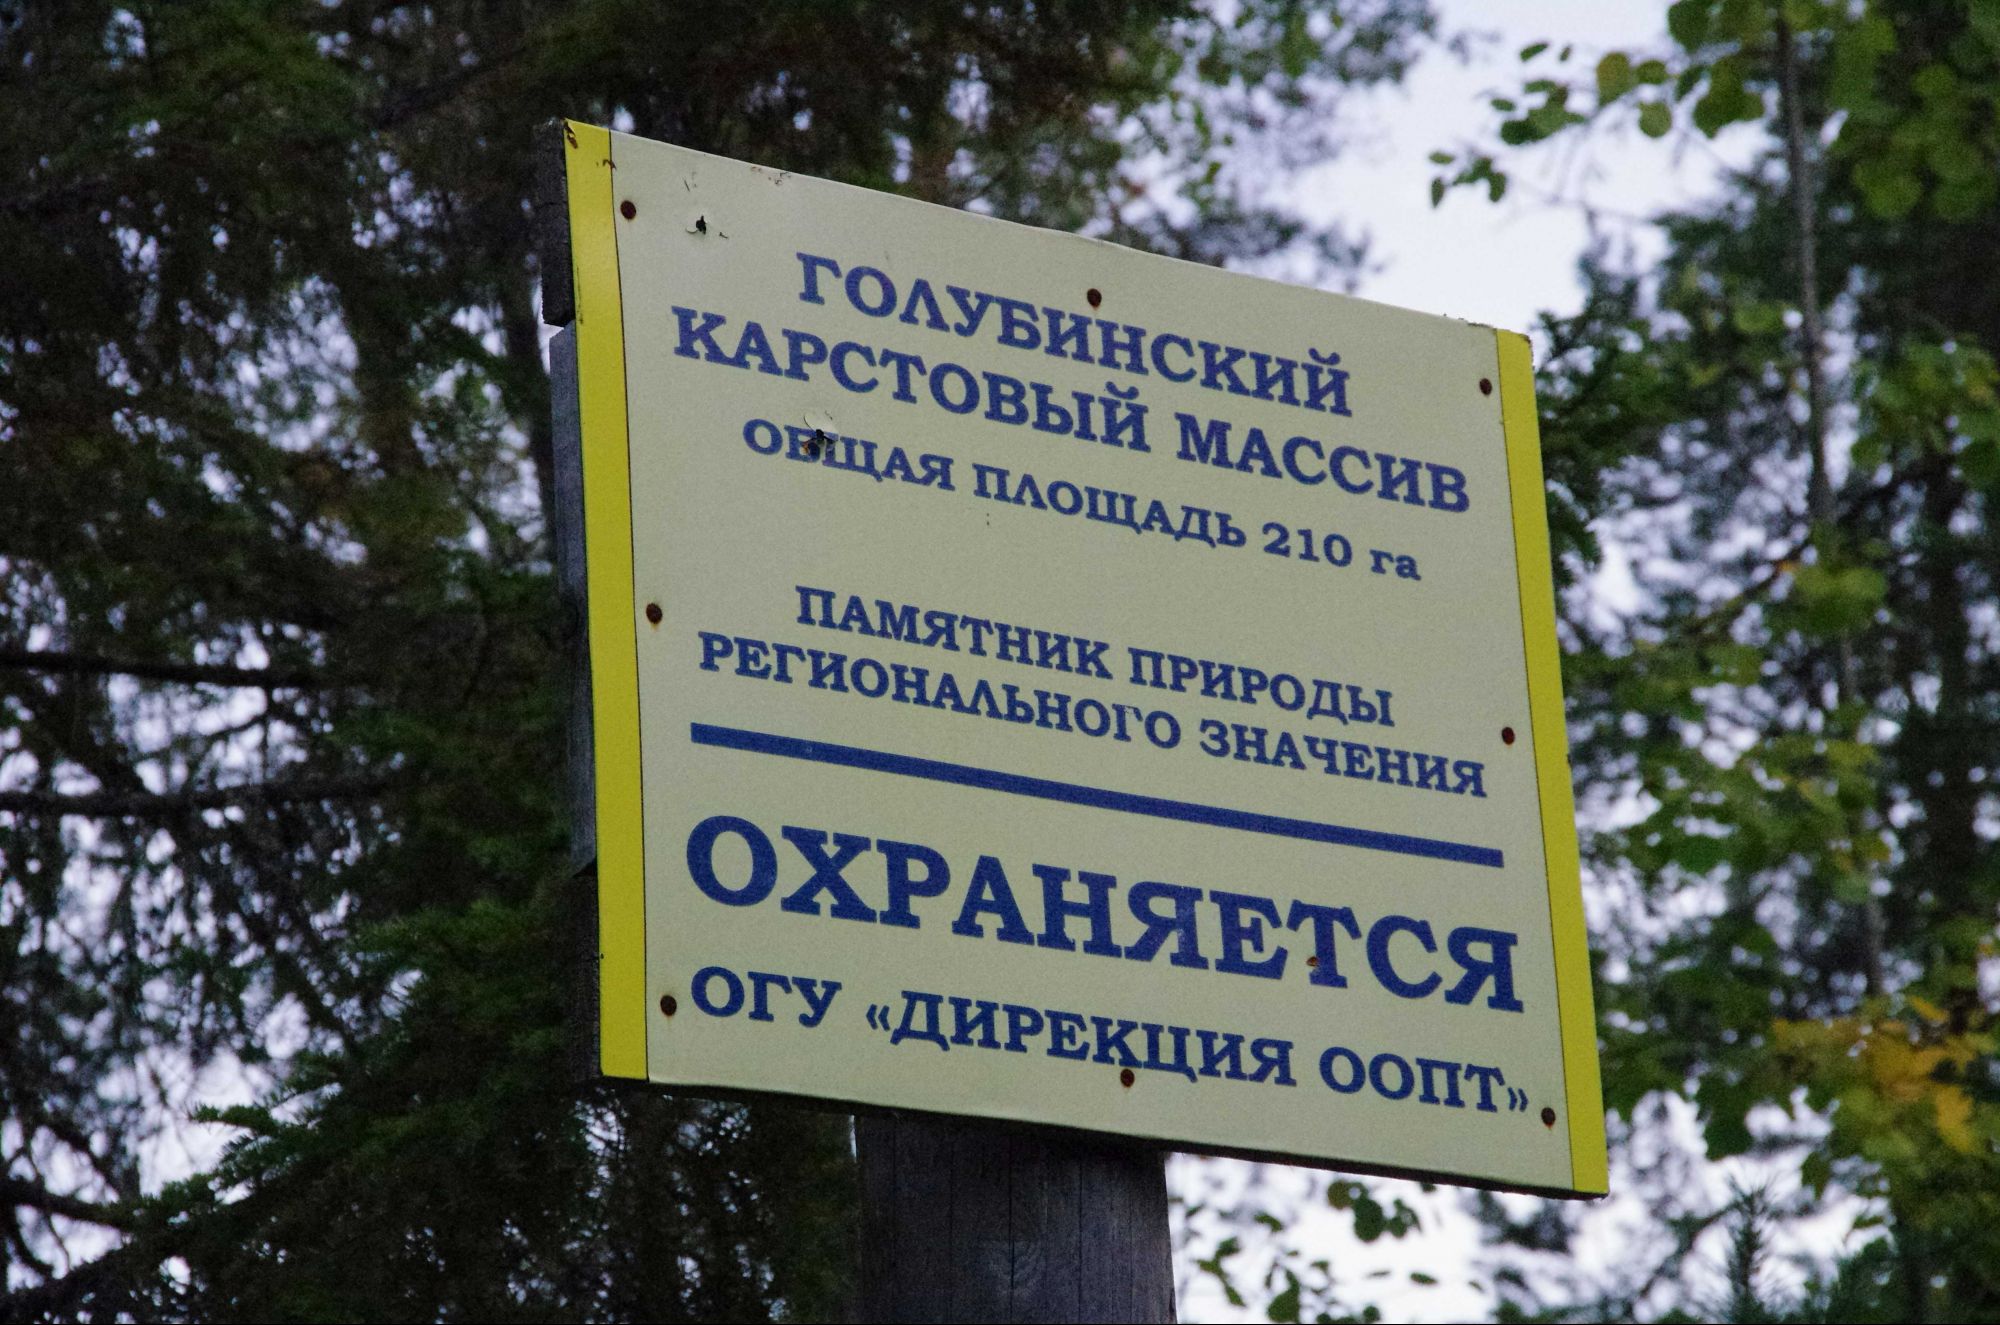 ГОЛУБИНСКИЙ
КАРСТОВЫЙ МАССИВ
ОБЩАЯ ПЛОЩАДЬ 210 га
ПАМЯТНИК ПРИРОДЫ
РЕГИОНАЛЬНОГО ЗНАЧЕНИЯ
ОХРАНЯЕТСЯ
ОГУ «ДИРЕКЦИЯ ООПТ»